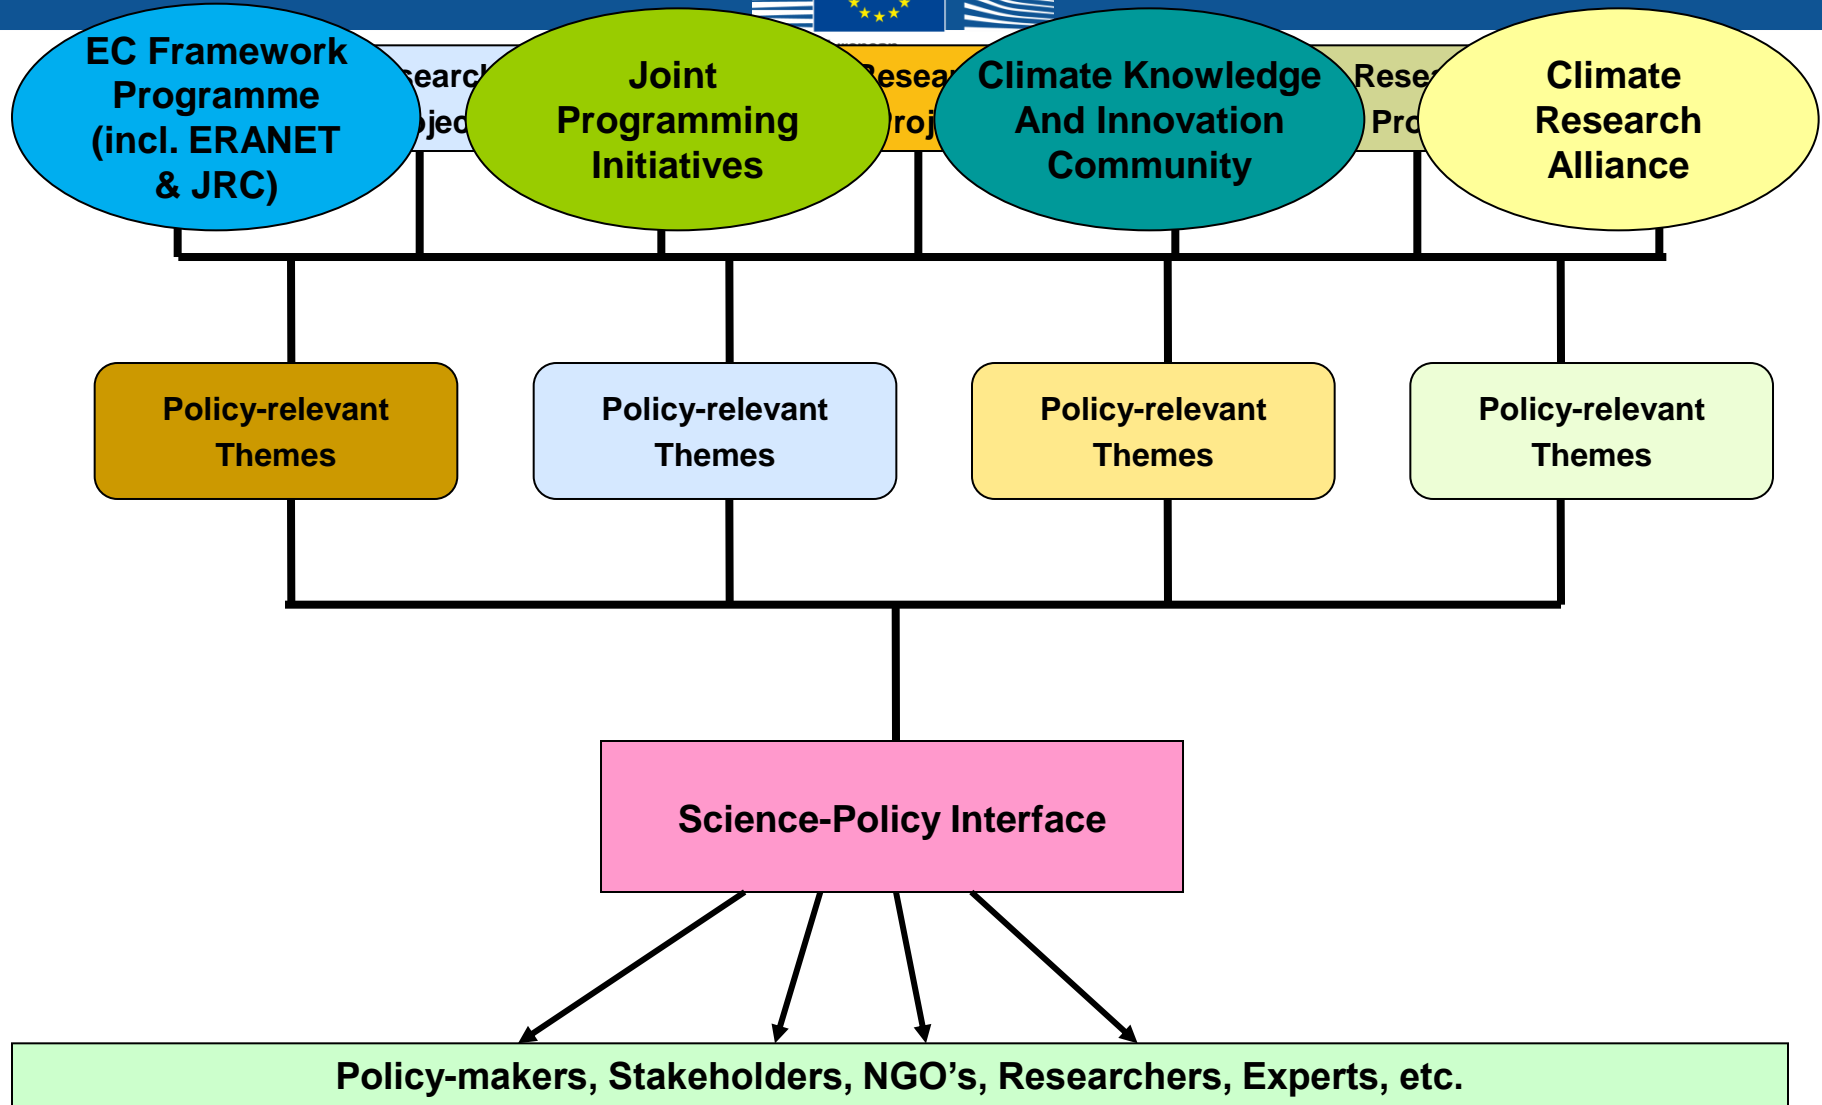 EC Framework
Programme
(incl. ERANET
& JRC)
Joint
Programming
Initiatives
Climate Knowledge
And Innovation
Community
Climate
Research
Alliance
Policy-relevant
Themes
Policy-relevant
Themes
Policy-relevant
Themes
Policy-relevant
Themes
Science-Policy Interface
Policy-makers, Stakeholders, NGO’s, Researchers, Experts, etc.